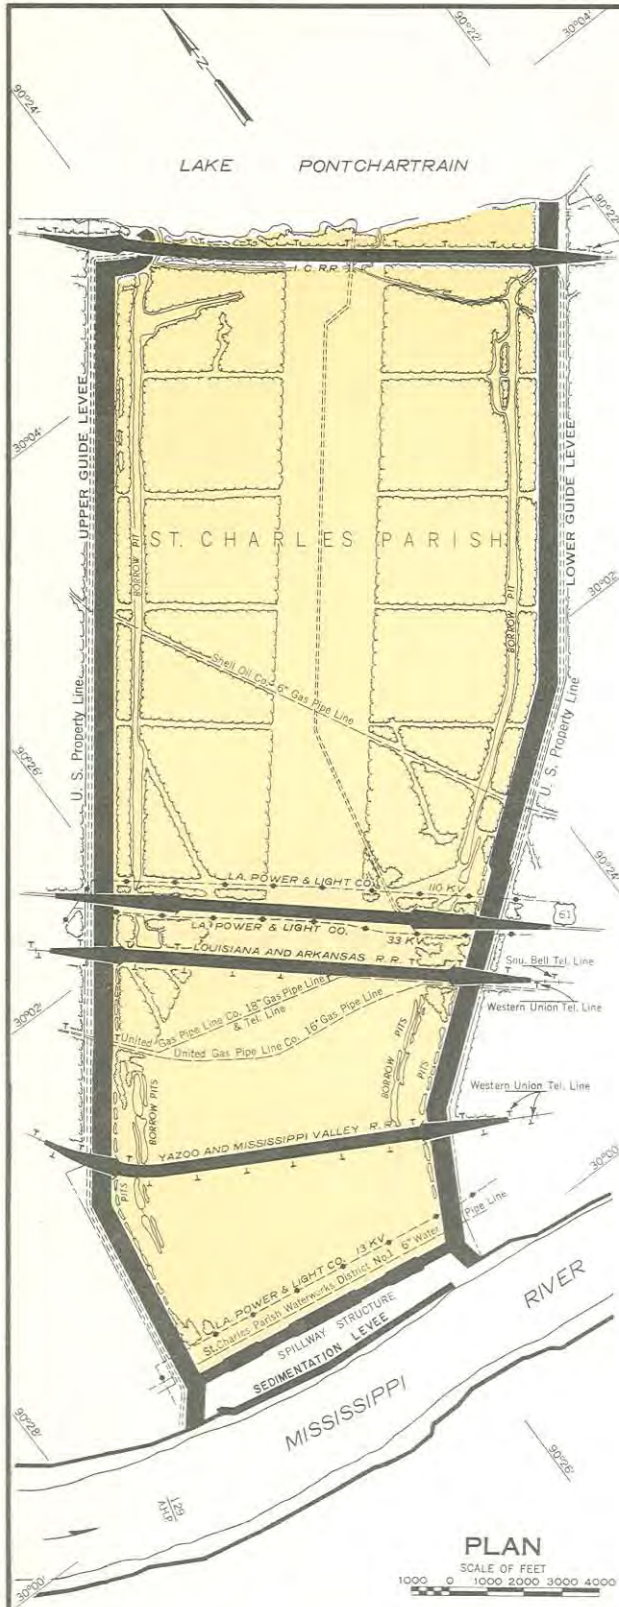 90°22'
30°04'
90°24'
N
LAKE PONTCHARTRAIN
90°22'
I. C. R.R.
30°04'
UPPER GUIDE LEVEE
LOWER GUIDE LEVEE
ST. CHARLES PARISH
BORROW PIT
BORROW PIT
30°02'
Shell Oil Co. 6" Gas Pipe Line
U. S. Property Line
U. S. Property Line
90°26'
90°24'
LA. POWER & LIGHT CO. 110 KV
61
LA. POWER & LIGHT CO. 33 KV
LOUISIANA AND ARKANSAS R.R.
Sou. Bell Tel. Line
Western Union Tel. Line
30°02'
United Gas Pipe Line Co. 18" Gas Pipe Line
& Tel. Line
United Gas Pipe Line Co. 16" Gas Pipe Line
BORROW PITS
PITS
BORROW PITS
PITS
Western Union Tel. Line
YAZOO AND MISSISSIPPI VALLEY R.R.
30°00'
LA. POWER & LIGHT CO. 13 KV
St. Charles Parish Waterworks District No.1 6" Water Pipe Line
SPILLWAY STRUCTURE
SEDIMENTATION LEVEE
MISSISSIPPI RIVER
90°28'
90°26'
129
A.H.P.
30°00'
PLAN
SCALE OF FEET
1000 0 1000 2000 3000 4000